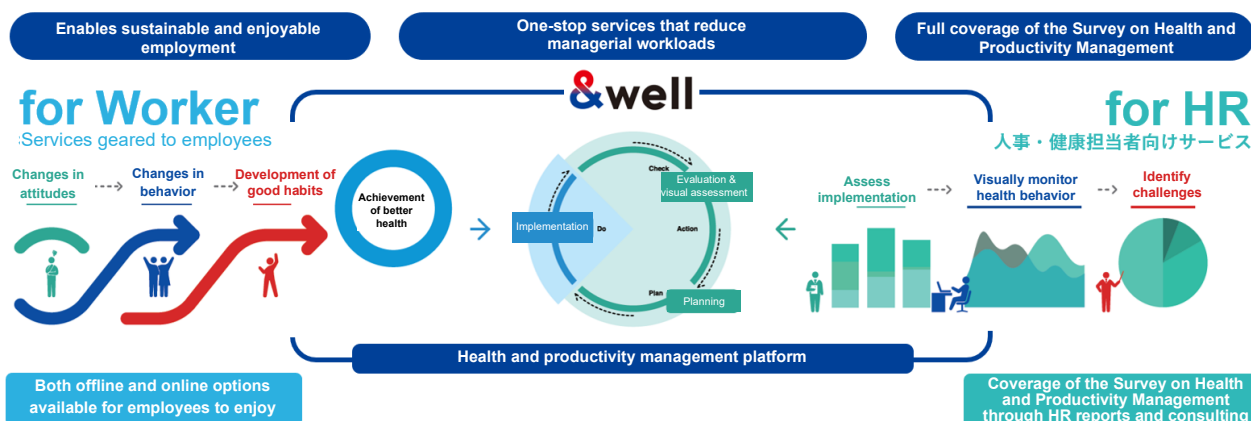 Enables sustainable and enjoyable
employment
One-stop services that reduce
managerial workloads
Full coverage of the Survey on Health and
Productivity Management
&well
for Worker
Services geared to employees
Changes in
attitudes
Changes in
behavior
Development of
good habits
Achievement
of better
health
Check
Evaluation &
visual assessment
Implementation
Do
Action
Plan
Planning
for HR
人事・健康担当者向けサービス
Assess
implementation
Visually monitor
health behavior
Identify
challenges
Health and productivity management platform
Both offline and online options
available for employees to enjoy
Coverage of the Survey on Health
and Productivity Management
through HR reports and consulting